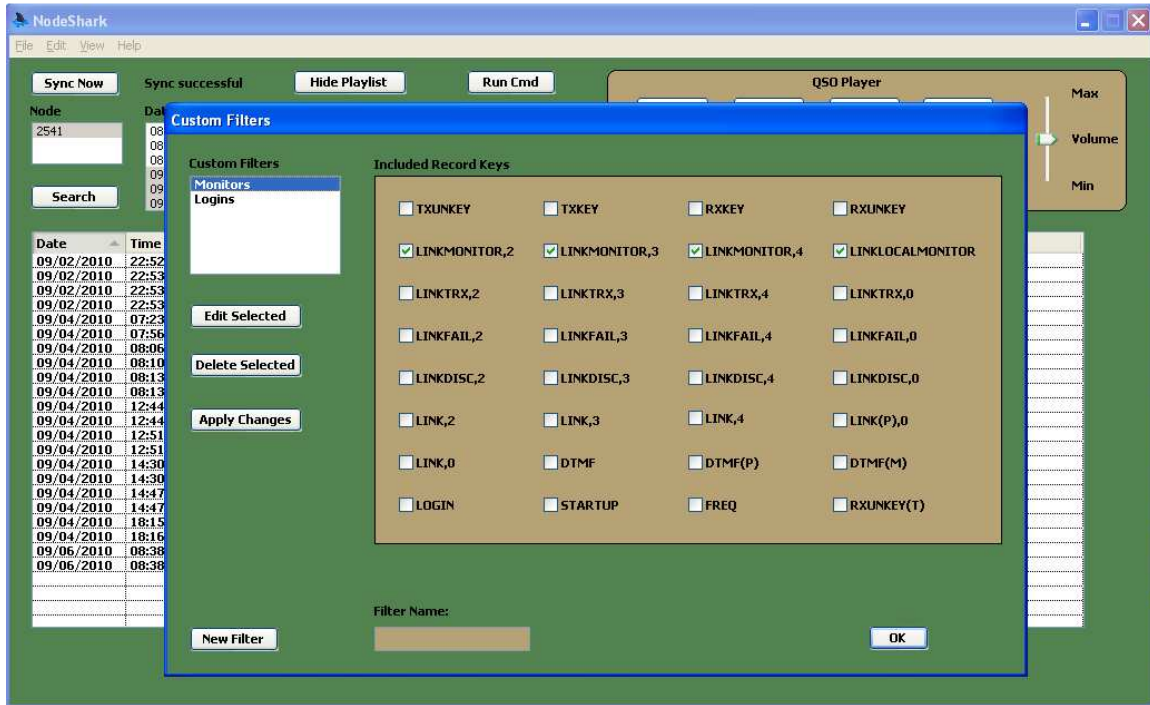 NodeShark
File Edit View Help
Sync Now Sync successful Hide Playlist Run Cmd QSO Player
Max
Volume
Min
Node
2541
08
08
08
09
09
09
Search
Custom Filters
Custom Filters
Monitors
Logins
Edit Selected
Delete Selected
Apply Changes
New Filter
Included Record Keys
TXUNKEY TXKEY RXKEY RXUNKEY
LINKMONITOR,2 LINKMONITOR,3 LINKMONITOR,4 LINKLOCALMONITOR
LINKTRX,2 LINKTRX,3 LINKTRX,4 LINKTRX,0
LINKFAIL,2 LINKFAIL,3 LINKFAIL,4 LINKFAIL,0
LINKDISC,2 LINKDISC,3 LINKDISC,4 LINKDISC,0
LINK,2 LINK,3 LINK,4 LINK(P),0
LINK,0 DTMF DTMF(P) DTMF(M)
LOGIN STARTUP FREQ RXUNKEY(T)
Filter Name:
OK
Date Time
09/02/2010 22:52
09/02/2010 22:53
09/02/2010 22:53
09/02/2010 22:53
09/04/2010 07:23
09/04/2010 07:56
09/04/2010 08:06
09/04/2010 08:10
09/04/2010 08:13
09/04/2010 08:13
09/04/2010 12:44
09/04/2010 12:44
09/04/2010 12:51
09/04/2010 12:51
09/04/2010 14:30
09/04/2010 14:30
09/04/2010 14:47
09/04/2010 14:47
09/04/2010 18:15
09/04/2010 18:16
09/06/2010 08:38
09/06/2010 08:38